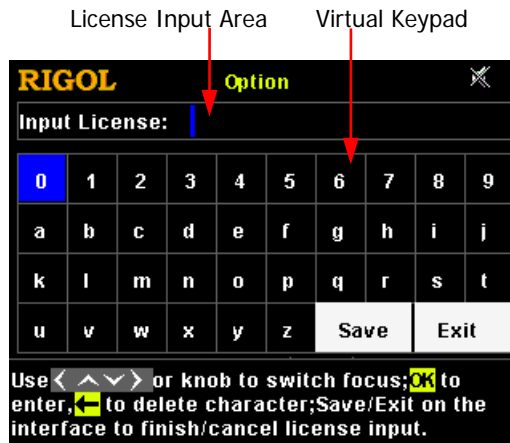 License Input Area Virtual Keypad
RIGOL Option
Input License:
0 1 2 3 4 5 6 7 8 9
a b c d e f g h i j
k l m n o p q r s t
u v w x y z Save Exit
Use < ∧ ∨ > or knob to switch focus;OK to
enter,← to delete character;Save/Exit on the
interface to finish/cancel license input.